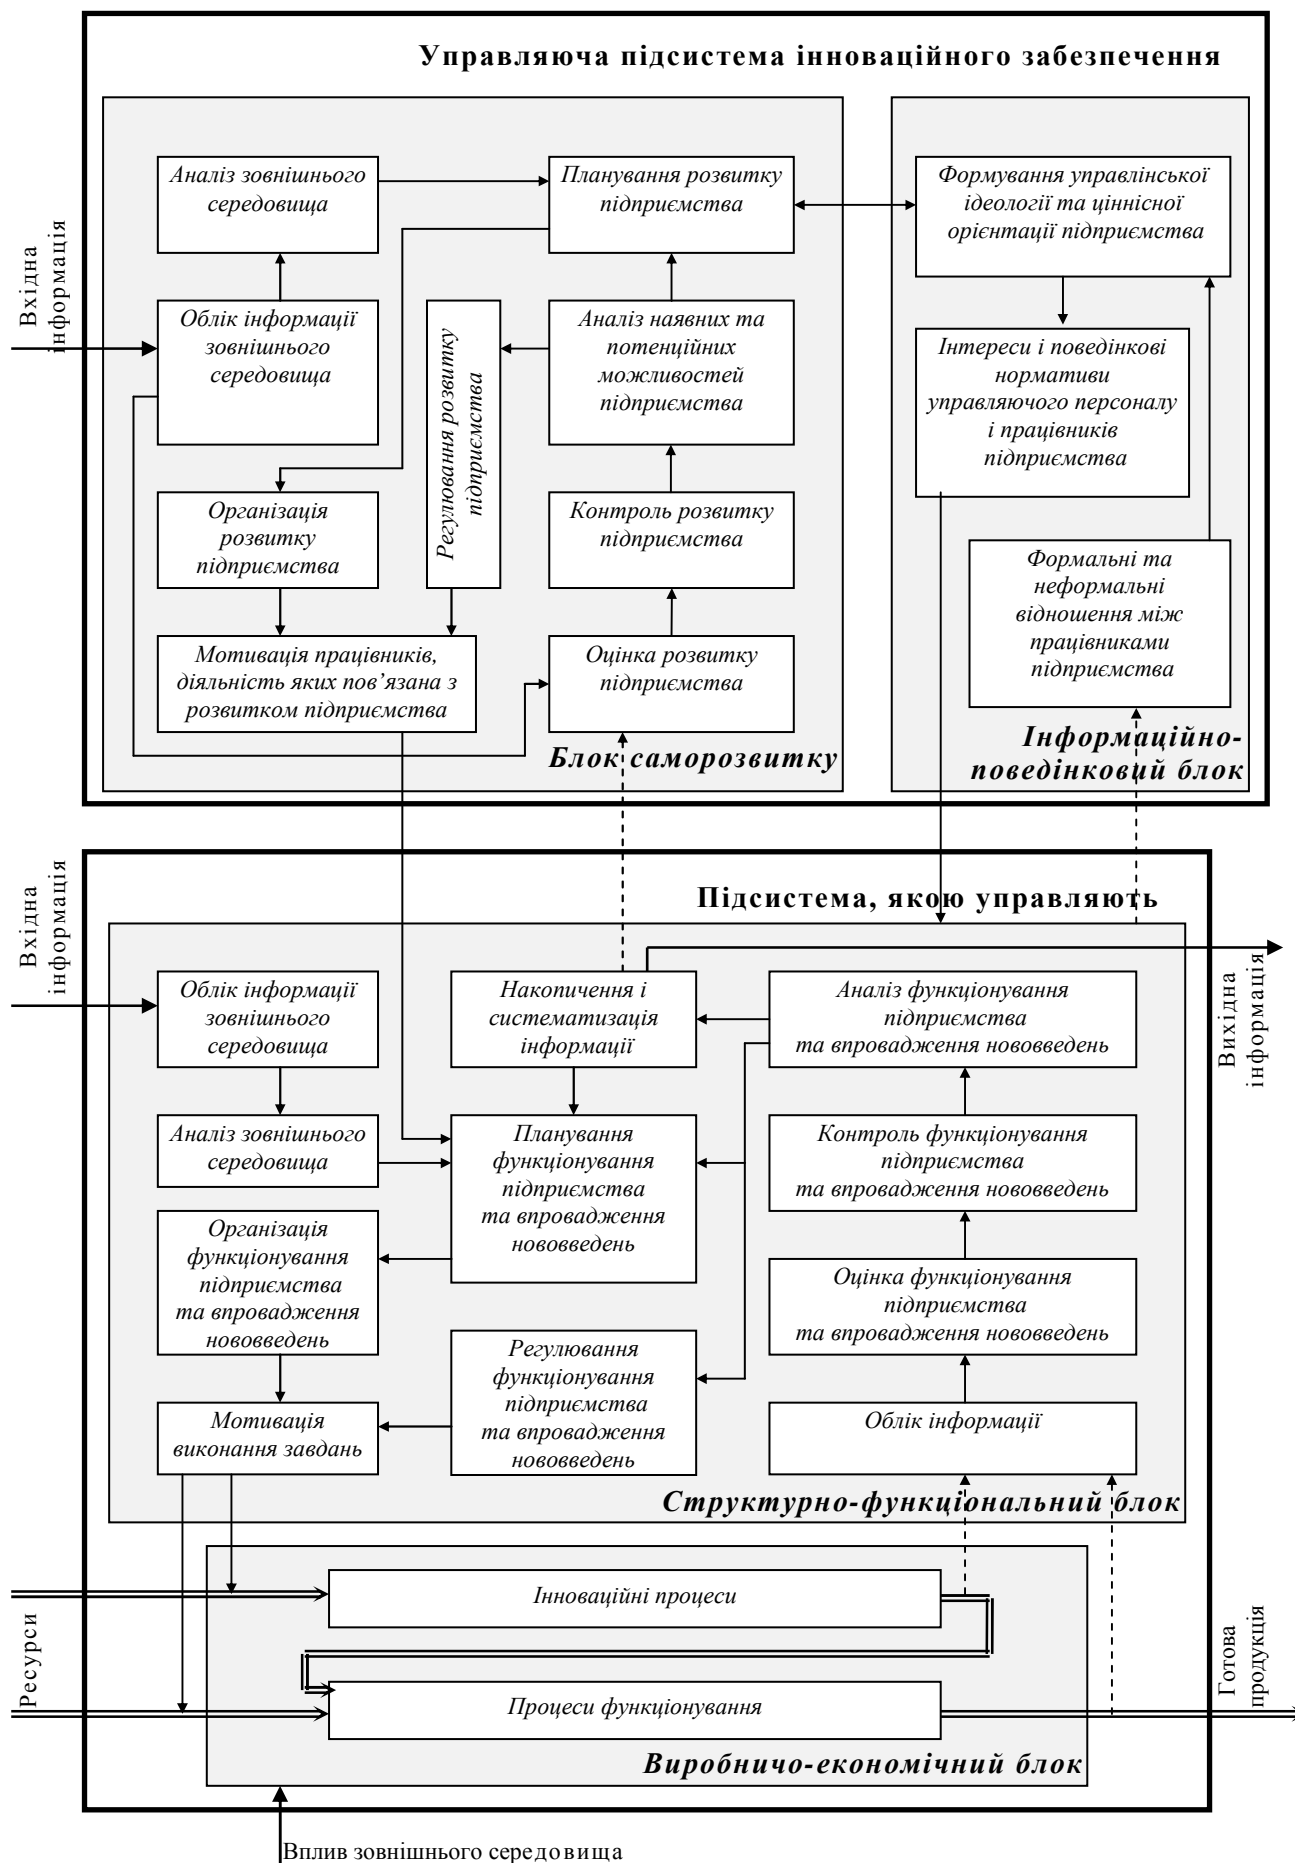 Управляюча підсистема інноваційного забезпечення
Вхідна
інформація
Аналіз зовнішнього
середовища
Планування розвитку
підприємства
Формування управлінської
ідеології та ціннісної
орієнтації підприємства
Облік інформації
зовнішнього
середовища
Регулювання розвитку
підприємства
Аналіз наявних та
потенційних
можливостей
підприємства
Інтереси і поведінкові
нормативи
управляючого персоналу
і працівників
підприємства
Організація
розвитку
підприємства
Контроль розвитку
підприємства
Формальні та
неформальні
відношення між
працівниками
підприємства
Мотивація працівників,
діяльність яких пов’язана з
розвитком підприємства
Оцінка розвитку
підприємства
Блок саморозвитку
Інформаційно-
поведінковий блок
Підсистема, якою управляють
Вхідна
інформація
Облік інформації
зовнішнього
середовища
Накопичення і
систематизація
інформації
Аналіз функціонування
підприємства
та впровадження нововведень
Вихідна
інформація
Аналіз зовнішнього
середовища
Планування
функціонування
підприємства
та впровадження
нововведень
Контроль функціонування
підприємства
та впровадження нововведень
Організація
функціонування
підприємства
та впровадження
нововведень
Оцінка функціонування
підприємства
та впровадження нововведень
Регулювання
функціонування
підприємства
та впровадження
нововведень
Мотивація
виконання завдань
Облік інформації
Структурно-функціональний блок
Ресурси
Інноваційні процеси
Процеси функціонування
Готова
продукція
Виробничо-економічний блок
Вплив зовнішнього середовища